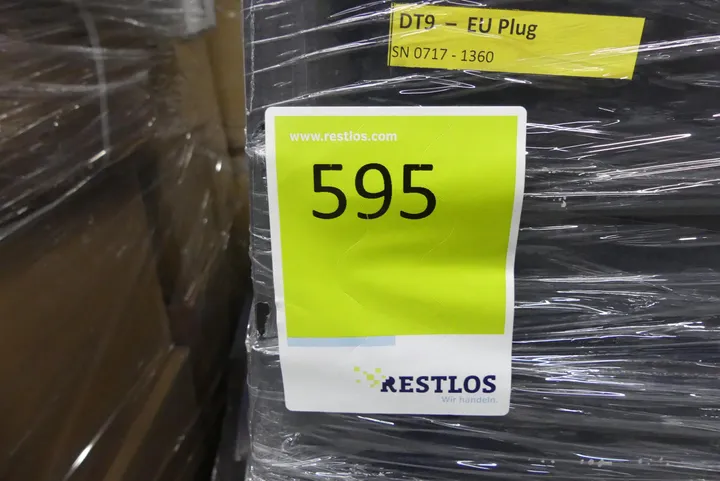 DT9 – EU Plug
SN 0717 - 1360
www.restlos.com
595
RESTLOS
Wir handeln.